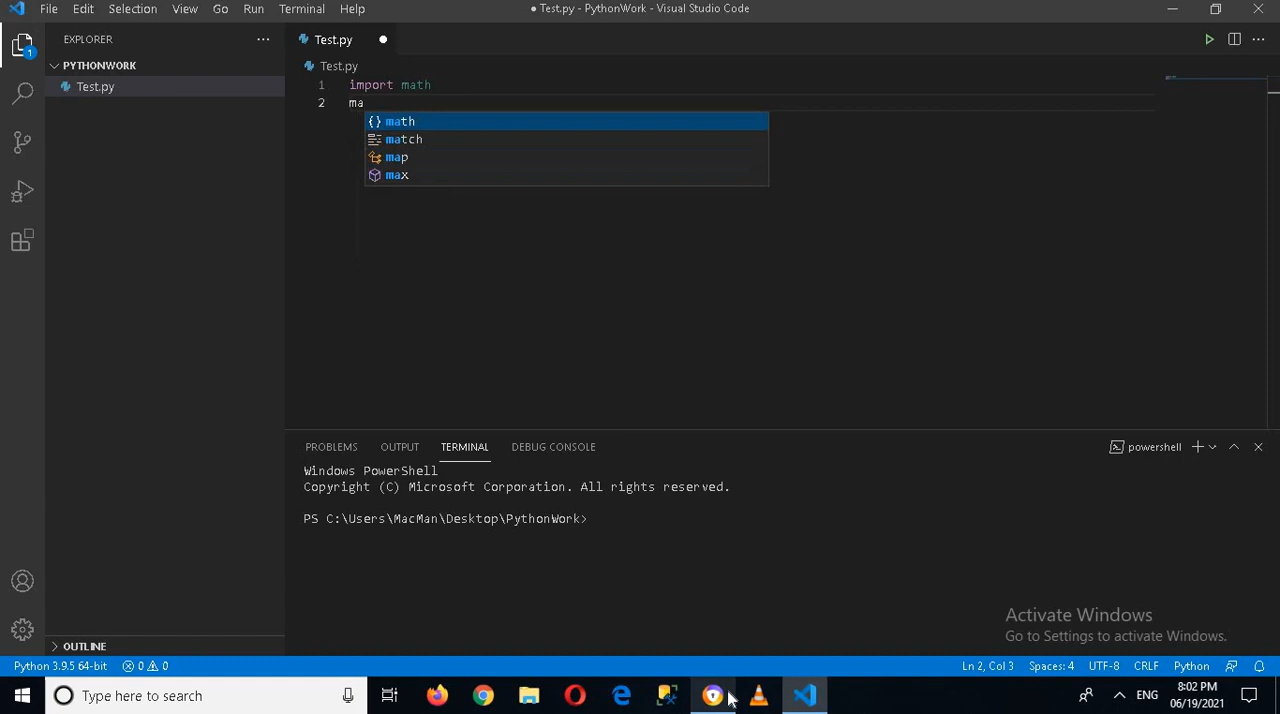 File Edit Selection View Go Run Terminal Help
● Test.py - PythonWork - Visual Studio Code
EXPLORER
PYTHONWORK
Test.py
Test.py
Test.py
1 import math
2 ma
math
match
map
max
PROBLEMS OUTPUT TERMINAL DEBUG CONSOLE
powershell
Windows PowerShell
Copyright (C) Microsoft Corporation. All rights reserved.
PS C:\Users\MacMan\Desktop\PythonWork>
Activate Windows
Go to Settings to activate Windows.
1
OUTLINE
Python 3.9.5 64-bit 0 0
Ln 2, Col 3 Spaces: 4 UTF-8 CRLF Python
Type here to search
ENG
8:02 PM
06/19/2021